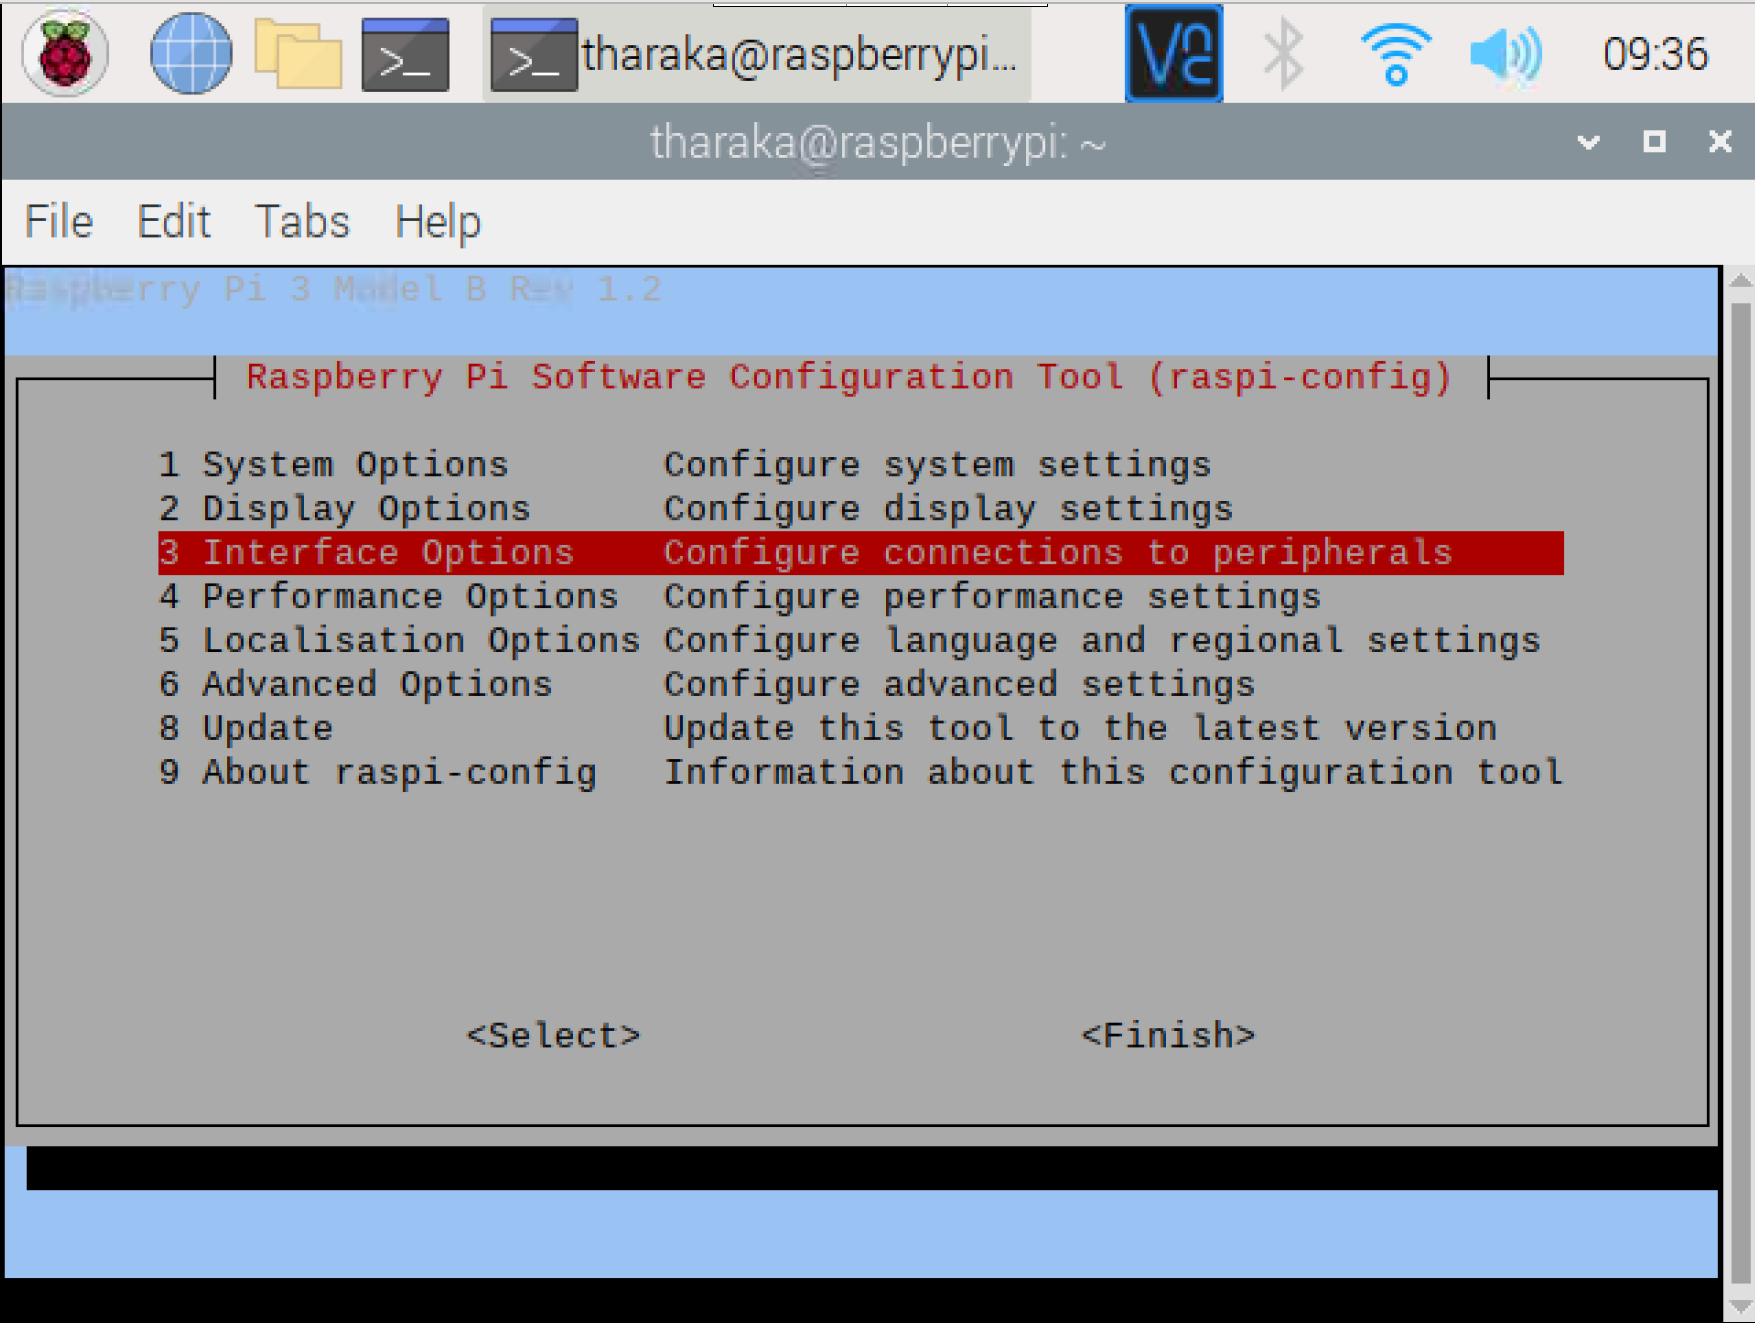 tharaka@raspberrypi... 09:36
tharaka@raspberrypi: ~
File Edit Tabs Help
Raspberry Pi 3 Model B Rev 1.2
Raspberry Pi Software Configuration Tool (raspi-config)
1 System Options Configure system settings
2 Display Options Configure display settings
3 Interface Options Configure connections to peripherals
4 Performance Options Configure performance settings
5 Localisation Options Configure language and regional settings
6 Advanced Options Configure advanced settings
8 Update Update this tool to the latest version
9 About raspi-config Information about this configuration tool
<Select> <Finish>